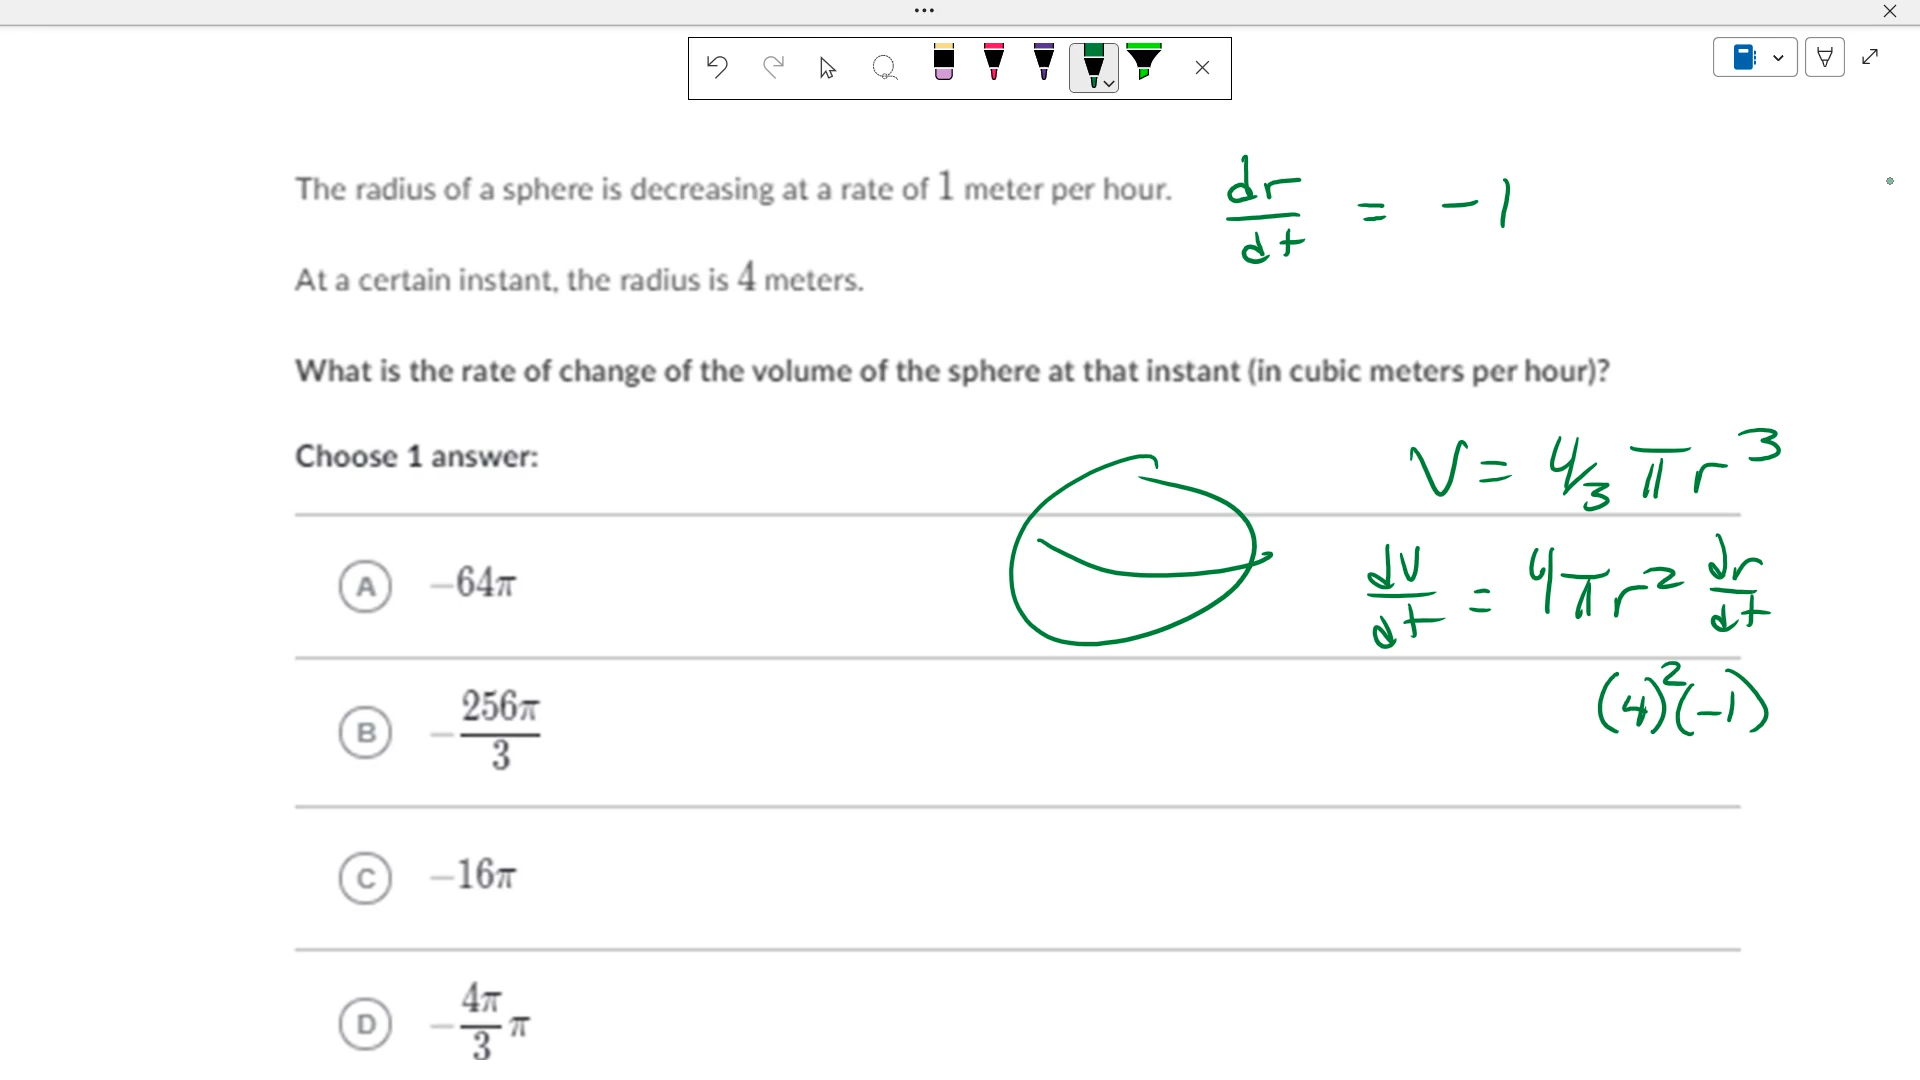 The radius of a sphere is decreasing at a rate of 1 meter per hour.
dr/dt = -1
At a certain instant, the radius is 4 meters.
What is the rate of change of the volume of the sphere at that instant (in cubic meters per hour)?
Choose 1 answer:
V = 4/3 πr³
A −64π
dV/dt = 4πr² dr/dt
(4)²(-1)
B −256π/3
C −16π
D −4π/3 π